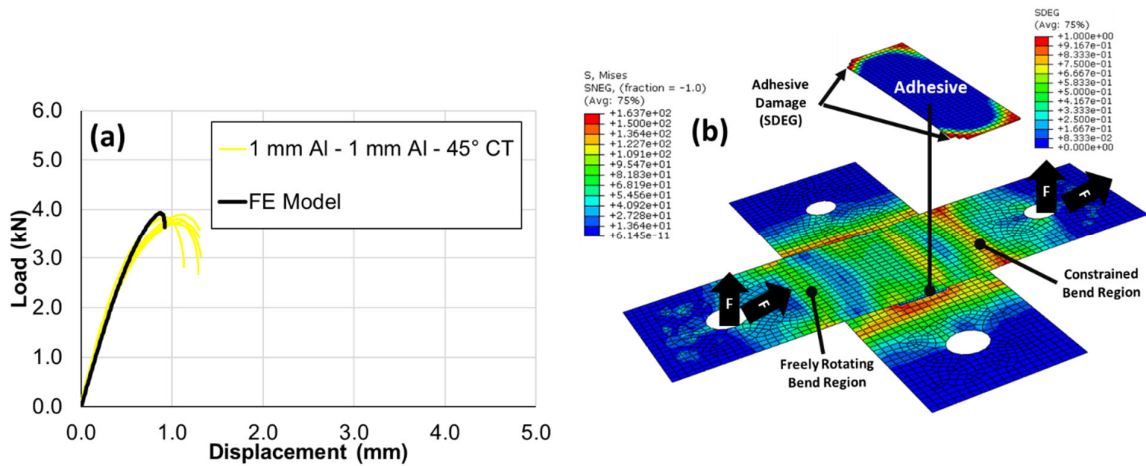 (a)
1 mm Al - 1 mm Al - 45° CT
FE Model
6.0
5.0
4.0
3.0
2.0
1.0
0.0
0.0
1.0
2.0
3.0
4.0
5.0
Load (kN)
Displacement (mm)
(b)
S, Mises
SNEG, (fraction = -1.0)
(Avg: 75%)
+1.637e+02
+1.500e+02
+1.364e+02
+1.227e+02
+1.091e+02
+9.547e+01
+8.183e+01
+6.819e+01
+5.456e+01
+4.092e+01
+2.728e+01
+1.364e+01
+6.145e-11
Adhesive
Damage
(SDEG)
Adhesive
SDEG
(Avg: 75%)
+1.000e+00
+9.167e-01
+8.333e-01
+7.500e-01
+6.667e-01
+5.833e-01
+5.000e-01
+4.167e-01
+3.333e-01
+2.500e-01
+1.667e-01
+8.333e-02
+0.000e+00
F
F
F
F
Constrained
Bend Region
Freely Rotating
Bend Region